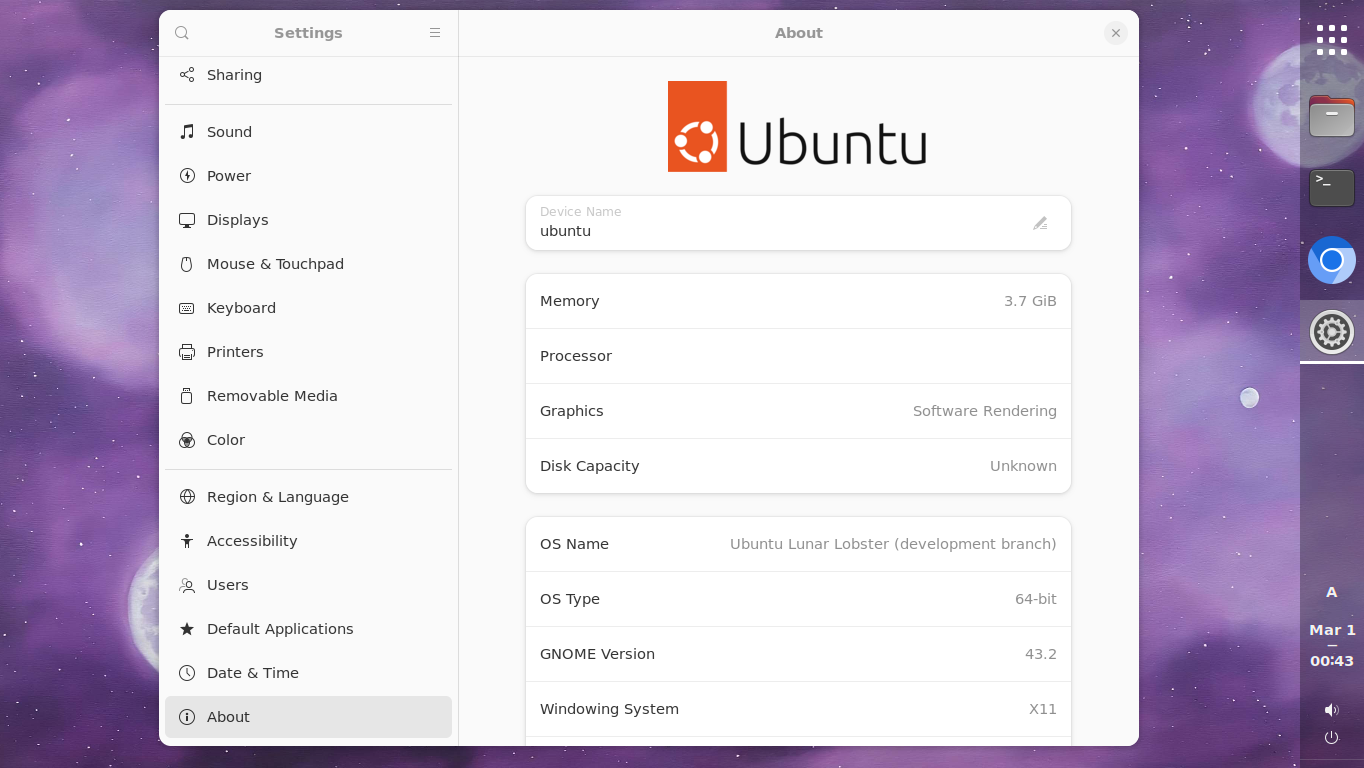 Settings
Sharing
Sound
Power
Displays
Mouse & Touchpad
Keyboard
Printers
Removable Media
Color
Region & Language
Accessibility
Users
Default Applications
Date & Time
About
About
Ubuntu
Device Name
ubuntu
Memory 3.7 GiB
Processor
Graphics Software Rendering
Disk Capacity Unknown
OS Name Ubuntu Lunar Lobster (development branch)
OS Type 64-bit
GNOME Version 43.2
Windowing System X11
>_
A
Mar 1
—
00:43